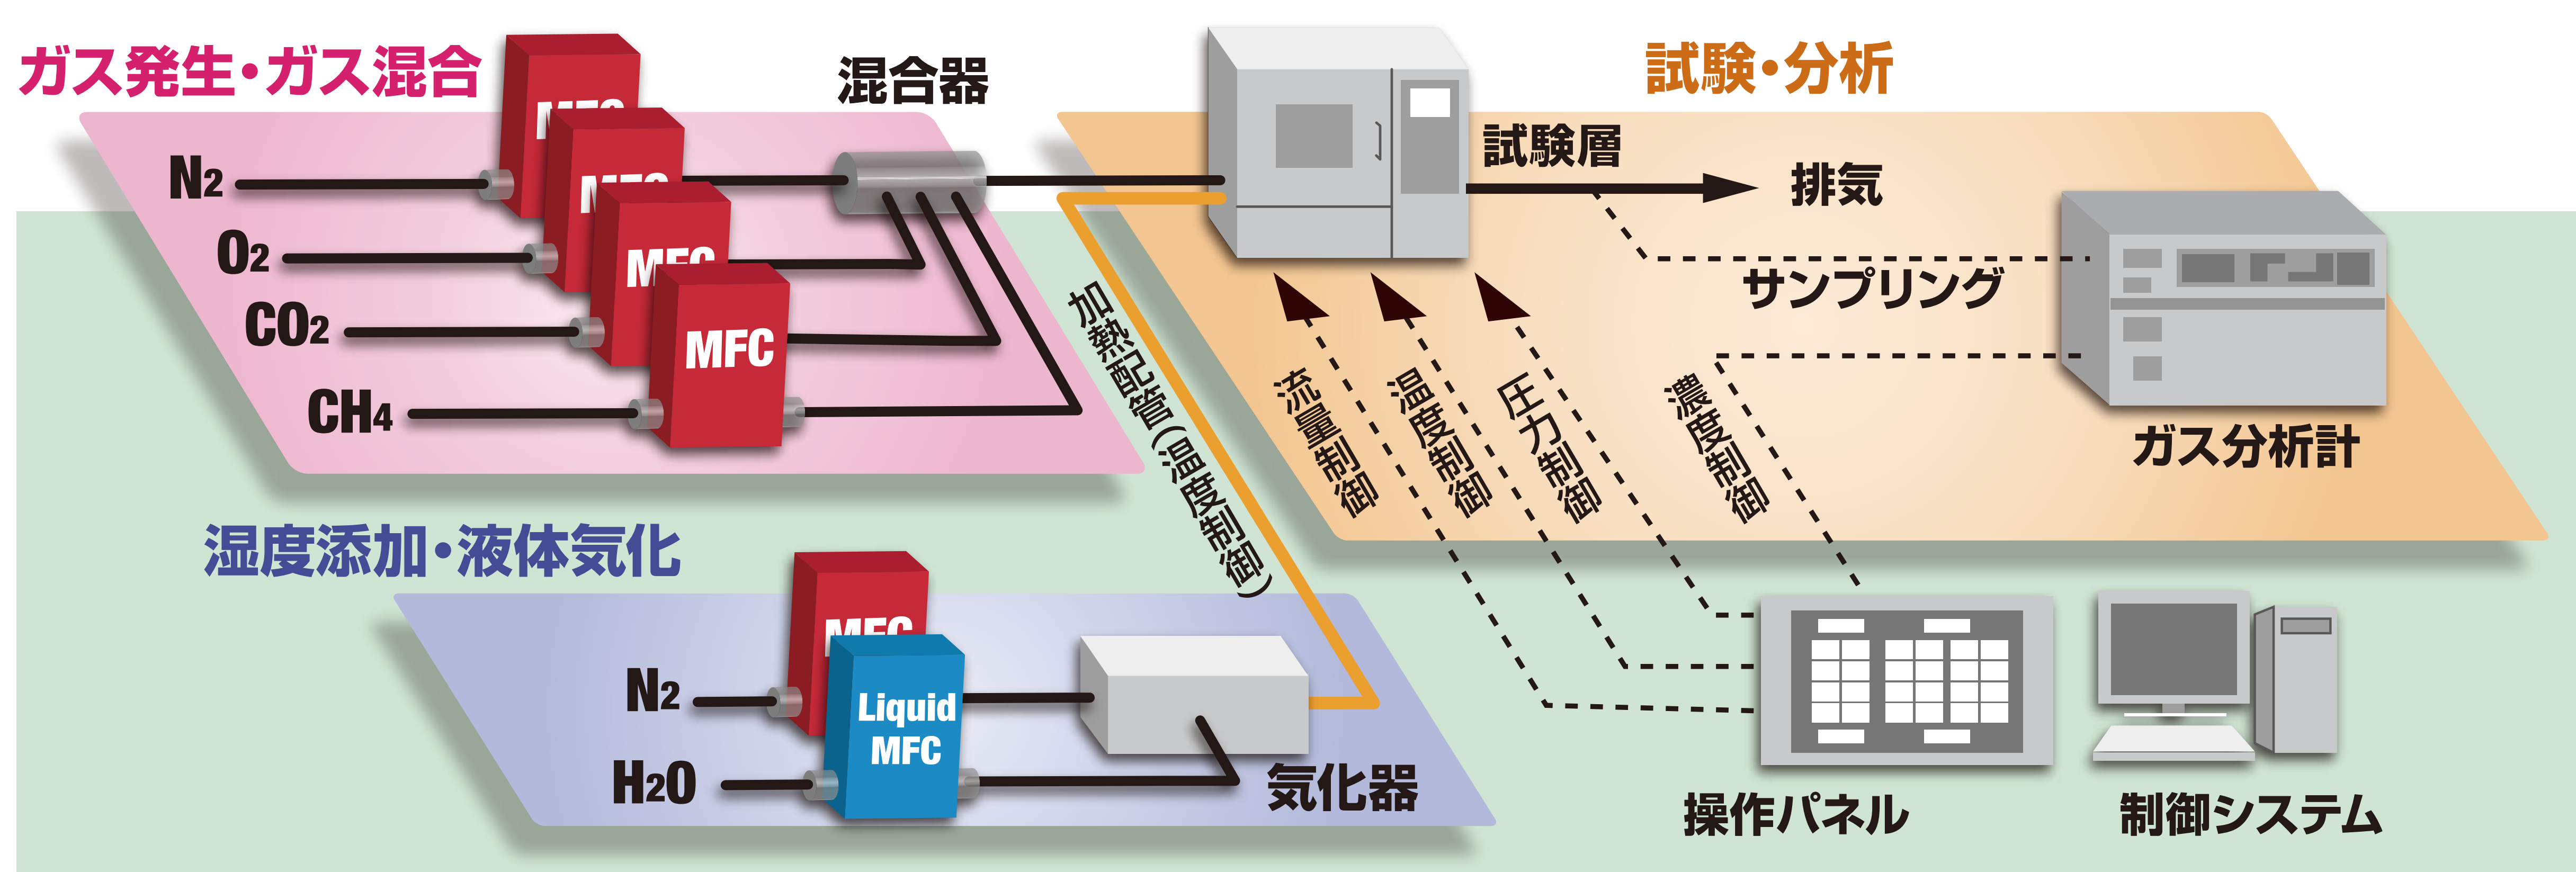 ガス発生・ガス混合
混合器
N2
O2
CO2
CH4
MFC
MFC
MFC
MFC
試験・分析
試験層
排気
サンプリング
ガス分析計
加熱配管(温度制御)
流量制御
温度制御
圧力制御
濃度制御
湿度添加・液体気化
N2
H2O
MFC
Liquid
MFC
気化器
操作パネル
制御システム